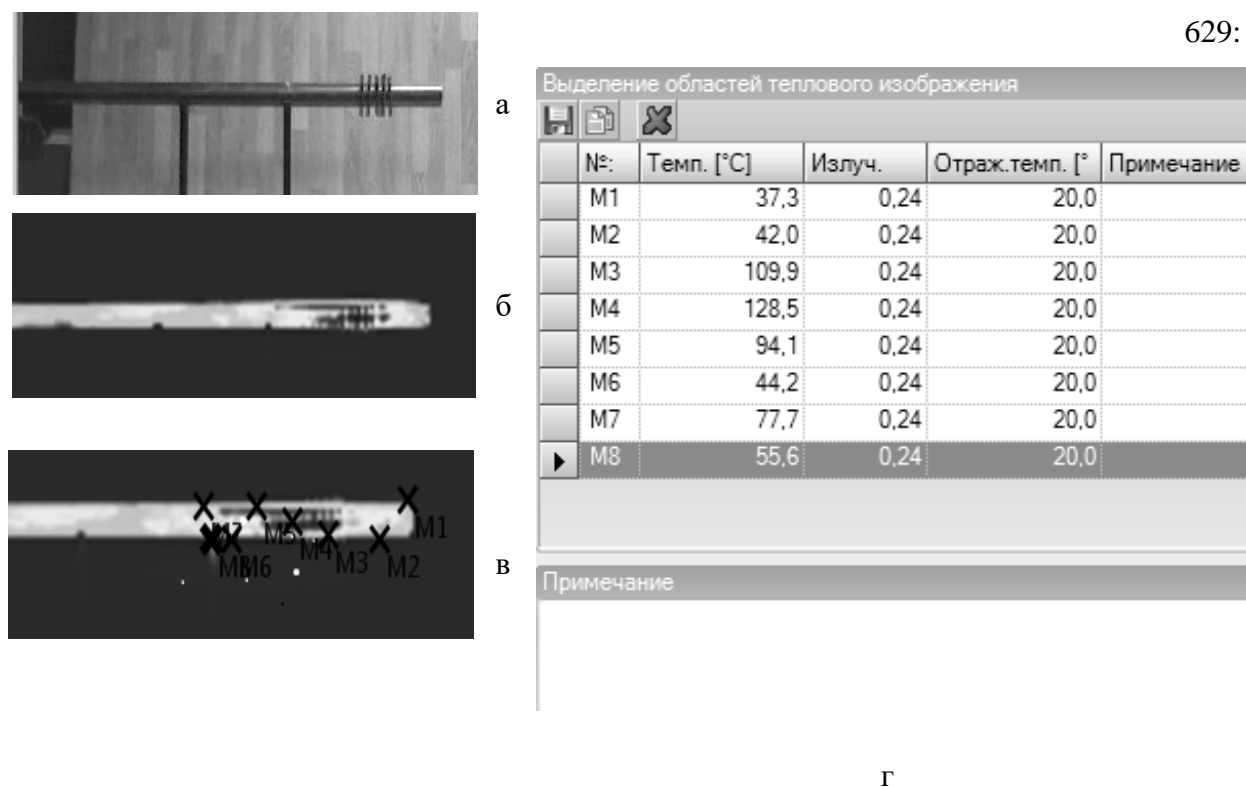 629:
а
б
в
M7
M5
M4
M1
M8
M6
M3
M2
Выделение областей теплового изображения
№: Темп. [°C] Излуч. Отраж.темп. [° Примечание
M1 37,3 0,24 20,0
M2 42,0 0,24 20,0
M3 109,9 0,24 20,0
M4 128,5 0,24 20,0
M5 94,1 0,24 20,0
M6 44,2 0,24 20,0
M7 77,7 0,24 20,0
M8 55,6 0,24 20,0
Примечание
г